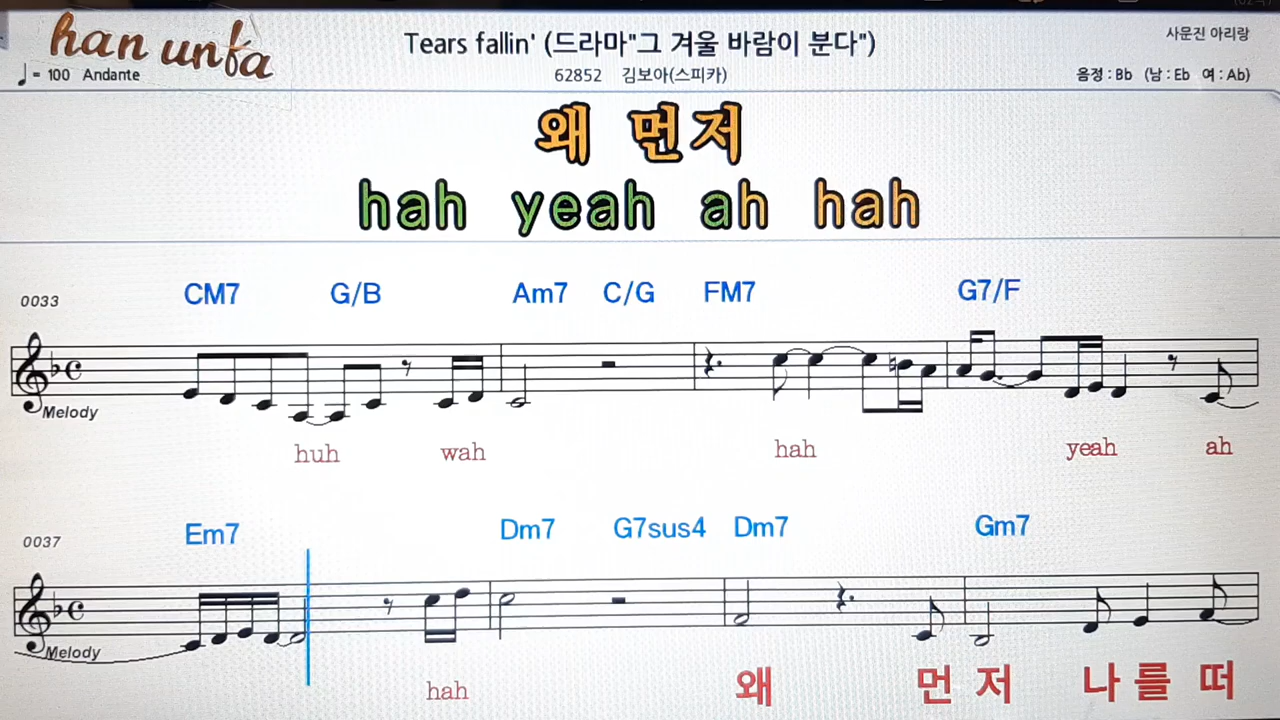 han unfa
Tears fallin' (드라마"그 겨울 바람이 분다")
사문진 아리랑
♩= 100 Andante
62852 김보아(스피카)
음정 : Bb (남 : Eb 여 : Ab)
왜 먼저
hah yeah ah hah
0033
CM7 G/B Am7 C/G FM7 G7/F
Melody
huh wah hah yeah ah
0037
Em7 Dm7 G7sus4 Dm7 Gm7
Melody
hah 왜 먼 저 나 를 떠